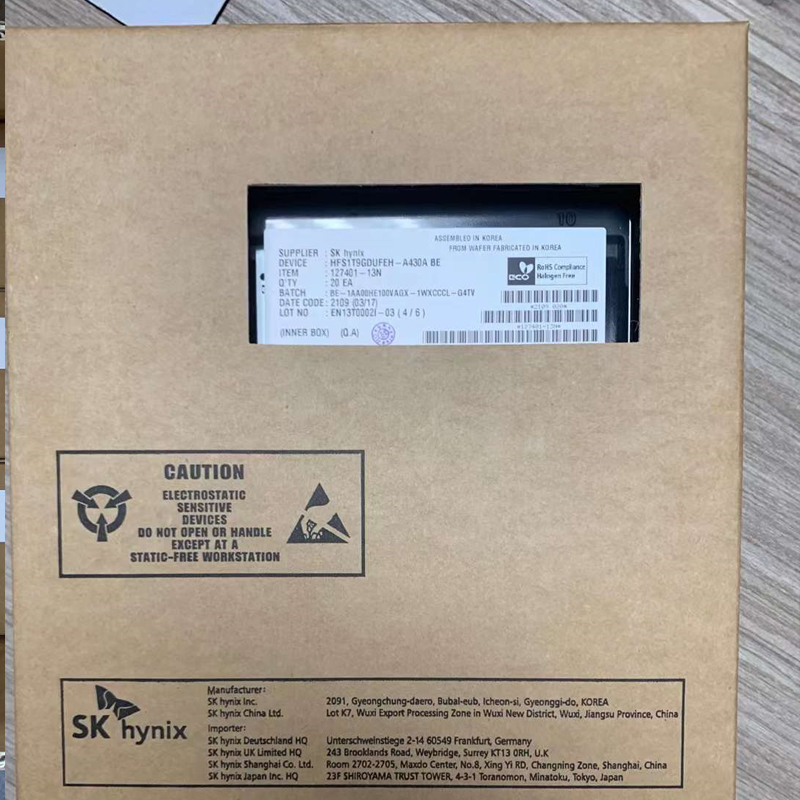 10
ASSEMBLED IN KOREA
FROM WAFER FABRICATED IN KOREA
SUPPLIER : SK hynix
DEVICE : HFS1T9GDUFEH-A430A BE
ITEM : 127401-13N
Q'TY : 20 EA
BATCH : BE-1AA00HE100VAGX-1WXCCCL-G4TV
DATE CODE : 2109 (03/17)
LOT NO : EN13T0002I-03 ( 4 / 6 )
(INNER BOX) (Q.A)
eco
RoHS Compliance
Halogen Free
*127401-13N*
CAUTION
ELECTROSTATIC
SENSITIVE
DEVICES
DO NOT OPEN OR HANDLE
EXCEPT AT A
STATIC-FREE WORKSTATION
SK hynix
Manufacturer:
SK hynix Inc. 2091, Gyeongchung-daero, Bubal-eub, Icheon-si, Gyeonggi-do, KOREA
SK hynix China Ltd. Lot K7, Wuxi Export Processing Zone in Wuxi New District, Wuxi, Jiangsu Province, China
Importer:
SK hynix Deutschland HQ Unterschweinstiege 2-14 60549 Frankfurt, Germany
SK hynix UK Limited HQ 243 Brooklands Road, Weybridge, Surrey KT13 0RH, U.K
SK hynix Shanghai Co. Ltd. Room 2702-2705, Maxdo Center, No.8, Xing Yi RD, Changning Zone, Shanghai, China
SK hynix Japan Inc. HQ 23F SHIROYAMA TRUST TOWER, 4-3-1 Toranomon, Minatoku, Tokyo, Japan